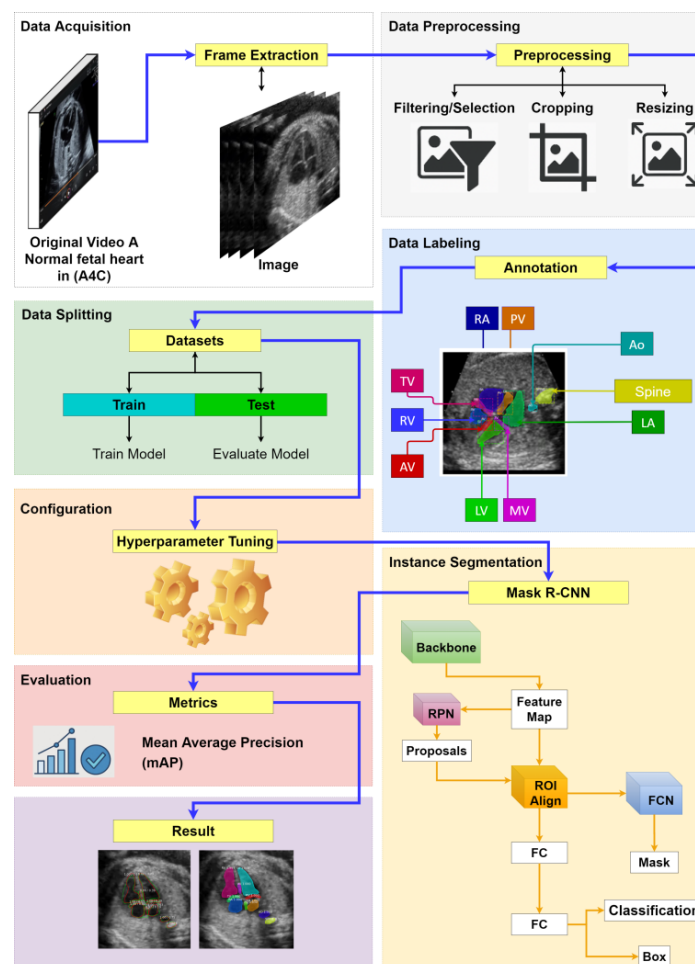 Data Acquisition
Frame Extraction
Original Video A
Normal fetal heart
in (A4C)
Image
Data Preprocessing
Preprocessing
Filtering/Selection
Cropping
Resizing
Data Labeling
Annotation
RA
PV
Ao
TV
Spine
RV
LA
AV
LV
MV
Data Splitting
Datasets
Train
Test
Train Model
Evaluate Model
Configuration
Hyperparameter Tuning
Instance Segmentation
Mask R-CNN
Backbone
Feature
Map
RPN
Proposals
ROI
Align
FCN
FC
Mask
FC
Classification
Box
Evaluation
Metrics
Mean Average Precision
(mAP)
Result